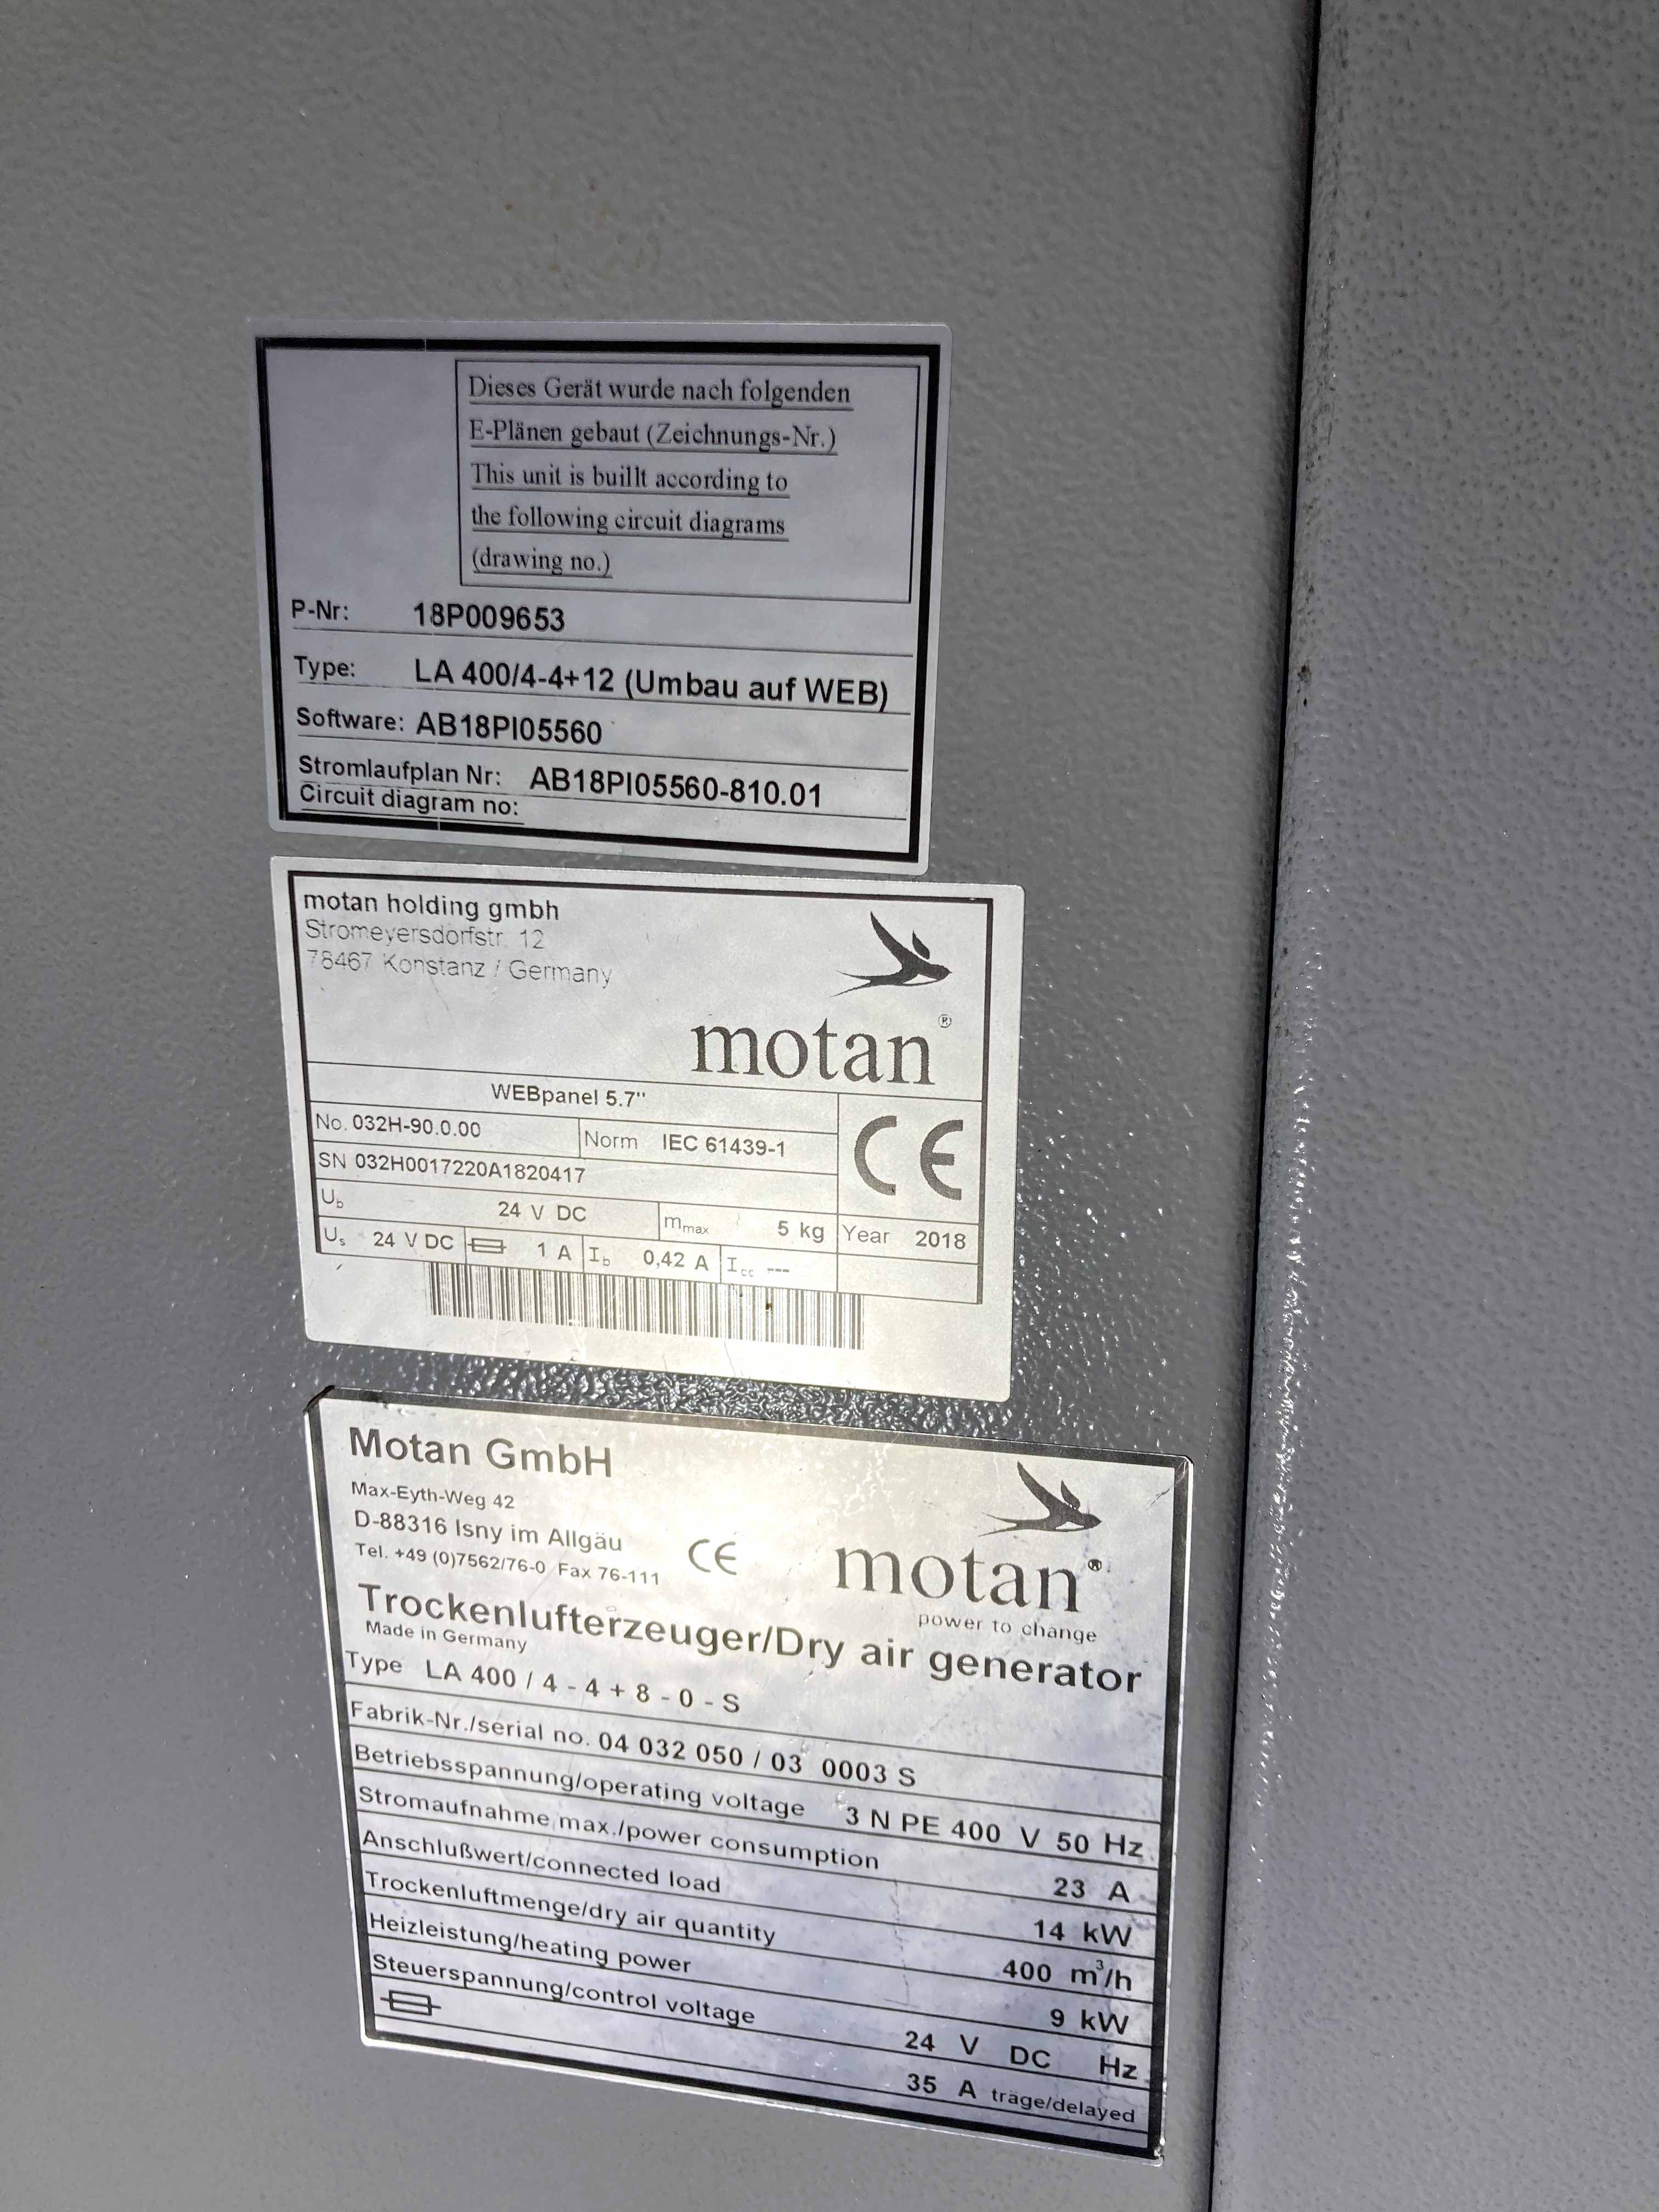 Dieses Gerät wurde nach folgenden
E-Plänen gebaut (Zeichnungs-Nr.)
This unit is buillt according to
the following circuit diagrams
(drawing no.)
P-Nr: 18P009653
Type: LA 400/4-4+12 (Umbau auf WEB)
Software: AB18PI05560
Stromlaufplan Nr: AB18PI05560-810.01
Circuit diagram no:
motan holding gmbh
Stromeyersdorfstr. 12
78467 Konstanz / Germany
motan®
WEBpanel 5.7"
No. 032H-90.0.00 Norm IEC 61439-1
CE
SN 032H0017220A1820417
Ub 24 V DC mmax 5 kg Year 2018
Us 24 V DC 1 A Ib 0,42 A Icc ---
Motan GmbH
Max-Eyth-Weg 42
D-88316 Isny im Allgäu
Tel. +49 (0)7562/76-0 Fax 76-111
CE
motan®
power to change
Trockenlufterzeuger/Dry air generator
Made in Germany
Type LA 400 / 4 - 4 + 8 - 0 - S
Fabrik-Nr./serial no. 04 032 050 / 03 0003 S
Betriebsspannung/operating voltage 3 N PE 400 V 50 Hz
Stromaufnahme max./power consumption 23 A
Anschlußwert/connected load 14 kW
Trockenluftmenge/dry air quantity 400 m³/h
Heizleistung/heating power 9 kW
Steuerspannung/control voltage 24 V DC Hz
35 A träge/delayed